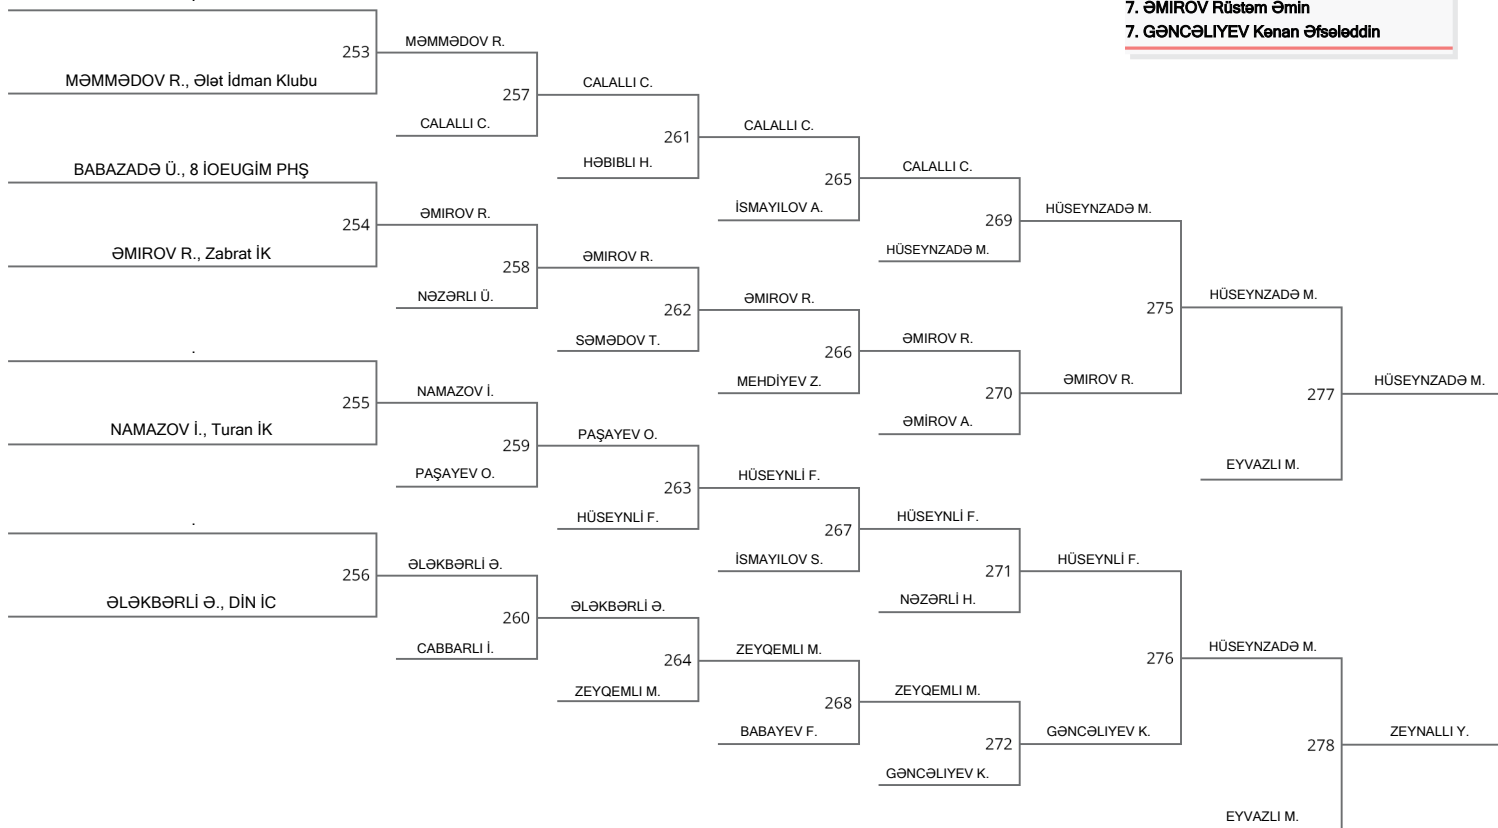 7. ƏMIROV Rüstəm Əmin
7. GƏNCƏLIYEV Kənan Əfsələddin
253
MƏMMƏDOV R.
MƏMMƏDOV R., Ələt İdman Klubu
257
CALALLI C.
CALALLI C.
261
CALALLI C.
HƏBIBLI H.
265
CALALLI C.
İSMAYILOV A.
269
HÜSEYNZADƏ M.
HÜSEYNZADƏ M.
BABAZADƏ Ü., 8 İOEUGİM PHŞ
254
ƏMIROV R.
ƏMIROV R., Zabrat İK
258
ƏMIROV R.
NƏZƏRLI Ü.
262
ƏMIROV R.
SƏMƏDOV T.
266
ƏMIROV R.
MEHDİYEV Z.
270
ƏMIROV R.
ƏMİROV A.
275
HÜSEYNZADƏ M.
277
HÜSEYNZADƏ M.
EYVAZLI M.
.
255
NAMAZOV İ.
NAMAZOV İ., Turan İK
259
PAŞAYEV O.
PAŞAYEV O.
263
HÜSEYNLİ F.
HÜSEYNLİ F.
267
HÜSEYNLİ F.
İSMAYILOV S.
271
HÜSEYNLİ F.
NƏZƏRLİ H.
.
256
ƏLƏKBƏRLİ Ə.
ƏLƏKBƏRLİ Ə., DİN İC
260
ƏLƏKBƏRLİ Ə.
CABBARLI İ.
264
ZEYQEMLI M.
ZEYQEMLI M.
268
ZEYQEMLI M.
BABAYEV F.
272
GƏNCƏLIYEV K.
GƏNCƏLIYEV K.
276
HÜSEYNZADƏ M.
278
ZEYNALLI Y.
EYVAZLI M.